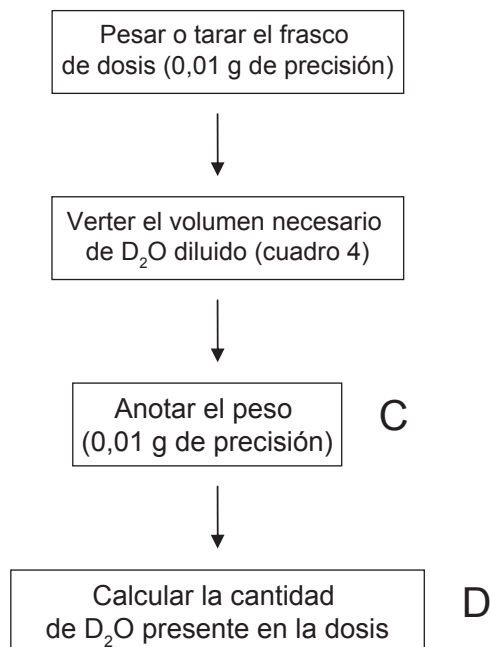 Pesar o tarar el frasco
de dosis (0,01 g de precisión)
Verter el volumen necesario
de D₂O diluido (cuadro 4)
Anotar el peso
(0,01 g de precisión)
C
Calcular la cantidad
de D₂O presente en la dosis
D